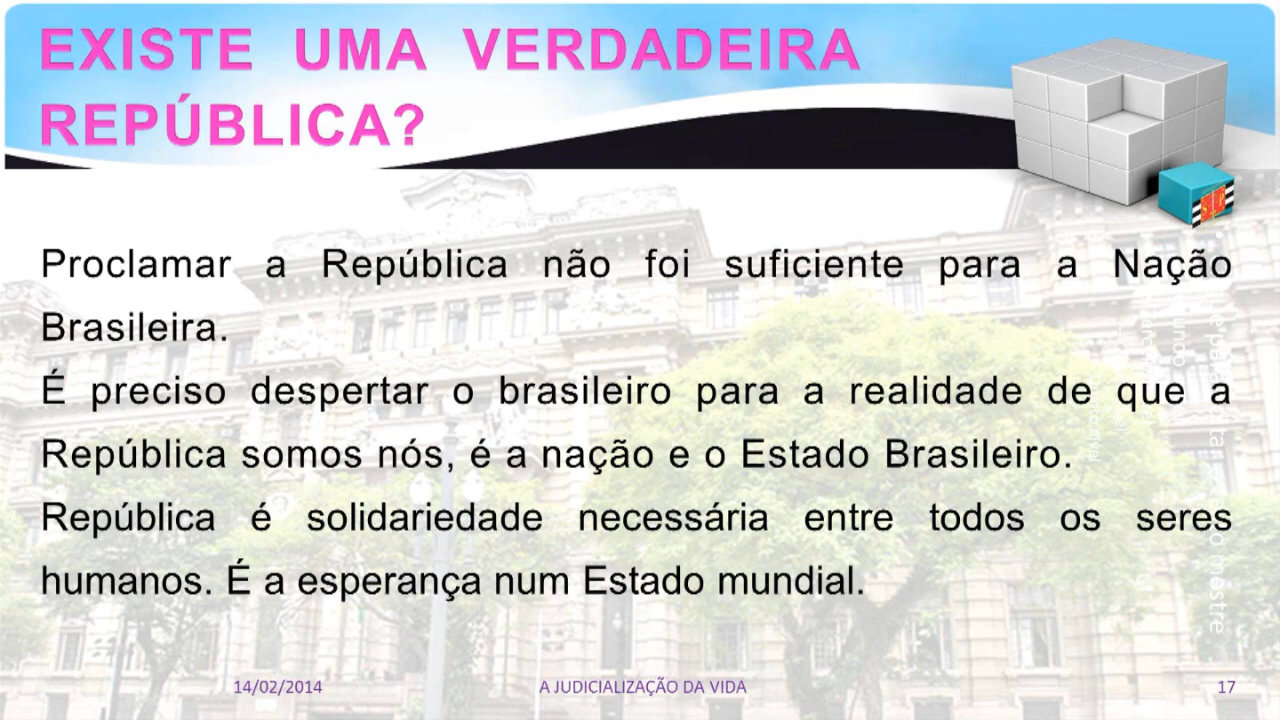 EXISTE UMA VERDADEIRA
REPÚBLICA?
Proclamar a República não foi suficiente para a Nação
Brasileira.
É preciso despertar o brasileiro para a realidade de que a
República somos nós, é a nação e o Estado Brasileiro.
República é solidariedade necessária entre todos os seres
humanos. É a esperança num Estado mundial.
14/02/2014
A JUDICIALIZAÇÃO DA VIDA
17